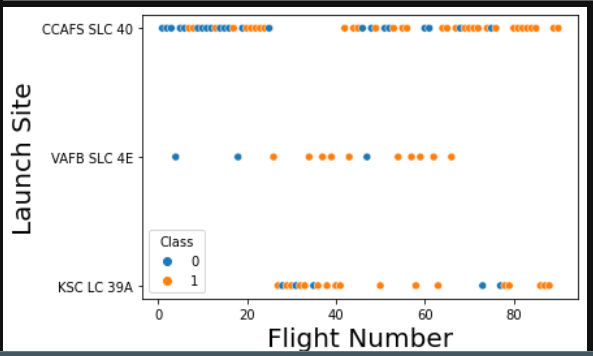 CCAFS SLC 40
VAFB SLC 4E
KSC LC 39A
Launch Site
Class
0
1
0 20 40 60 80
Flight Number